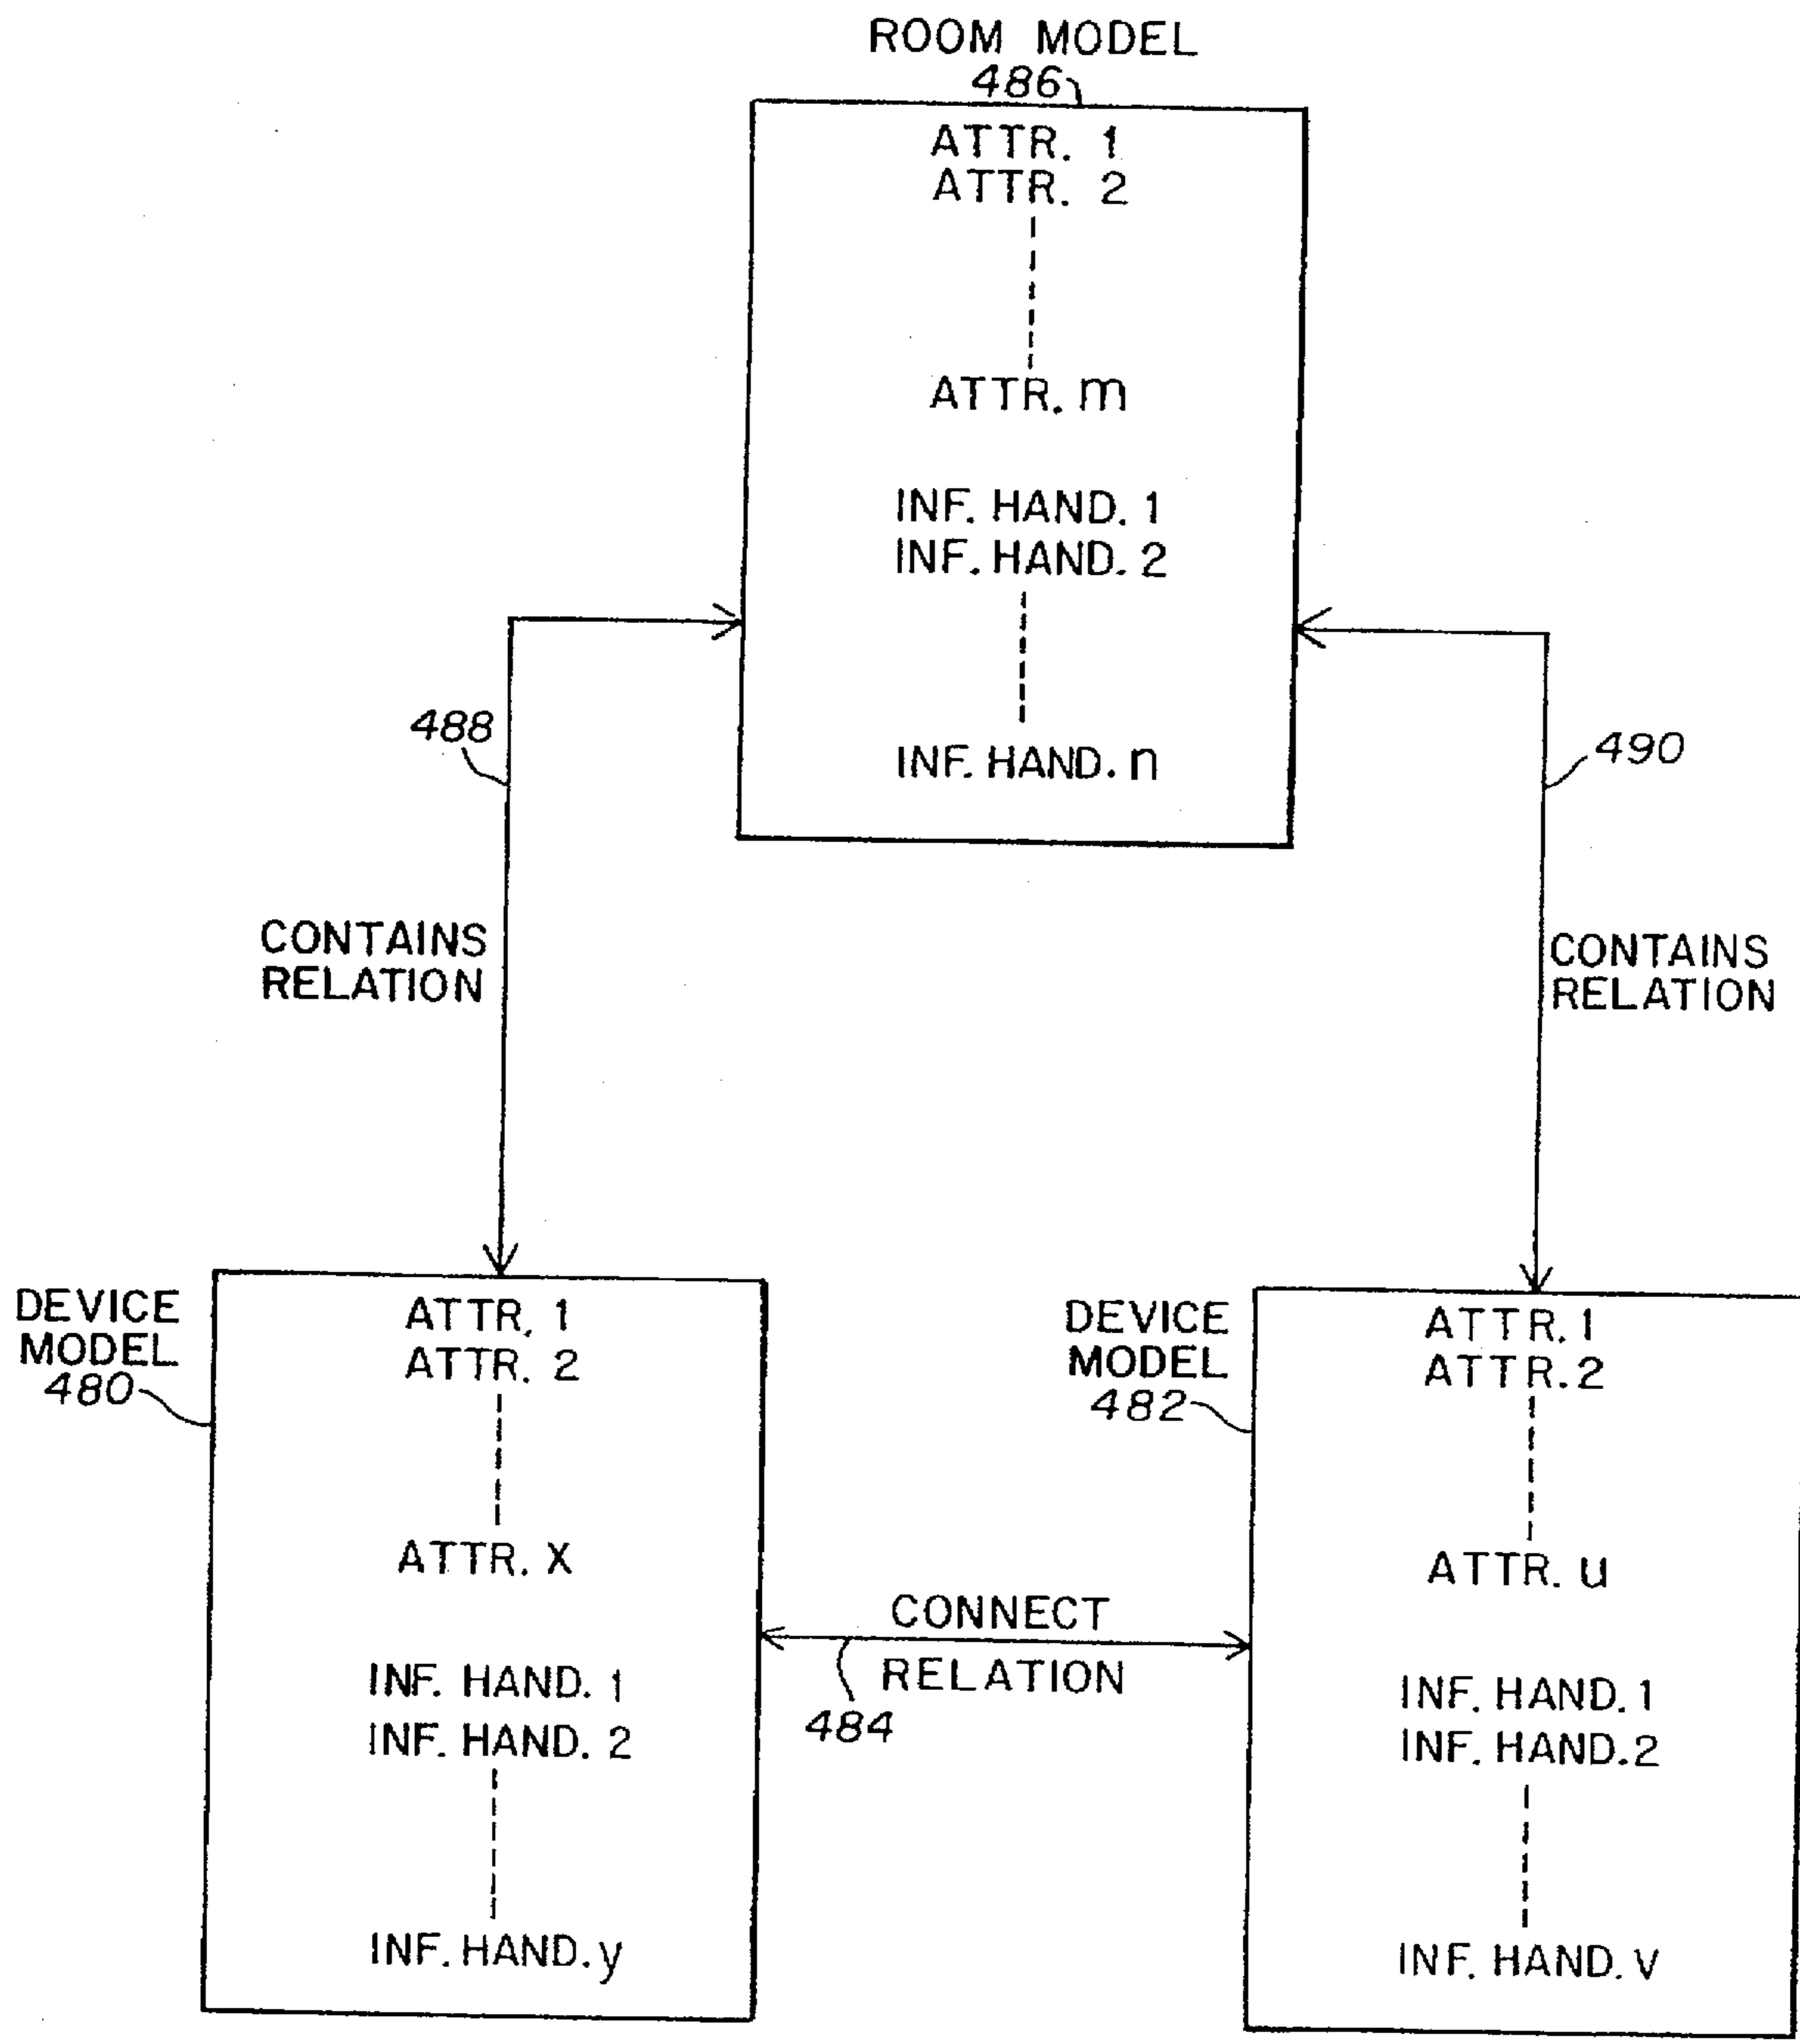 ROOM MODEL
486
ATTR. 1
ATTR. 2
ATTR. m
INF. HAND. 1
INF. HAND. 2
INF. HAND. n
488
490
CONTAINS
RELATION
CONTAINS
RELATION
DEVICE
MODEL
480
ATTR. 1
ATTR. 2
ATTR. x
INF. HAND. 1
INF. HAND. 2
INF. HAND. y
CONNECT
RELATION
484
DEVICE
MODEL
482
ATTR. 1
ATTR. 2
ATTR. u
INF. HAND. 1
INF. HAND. 2
INF. HAND. v